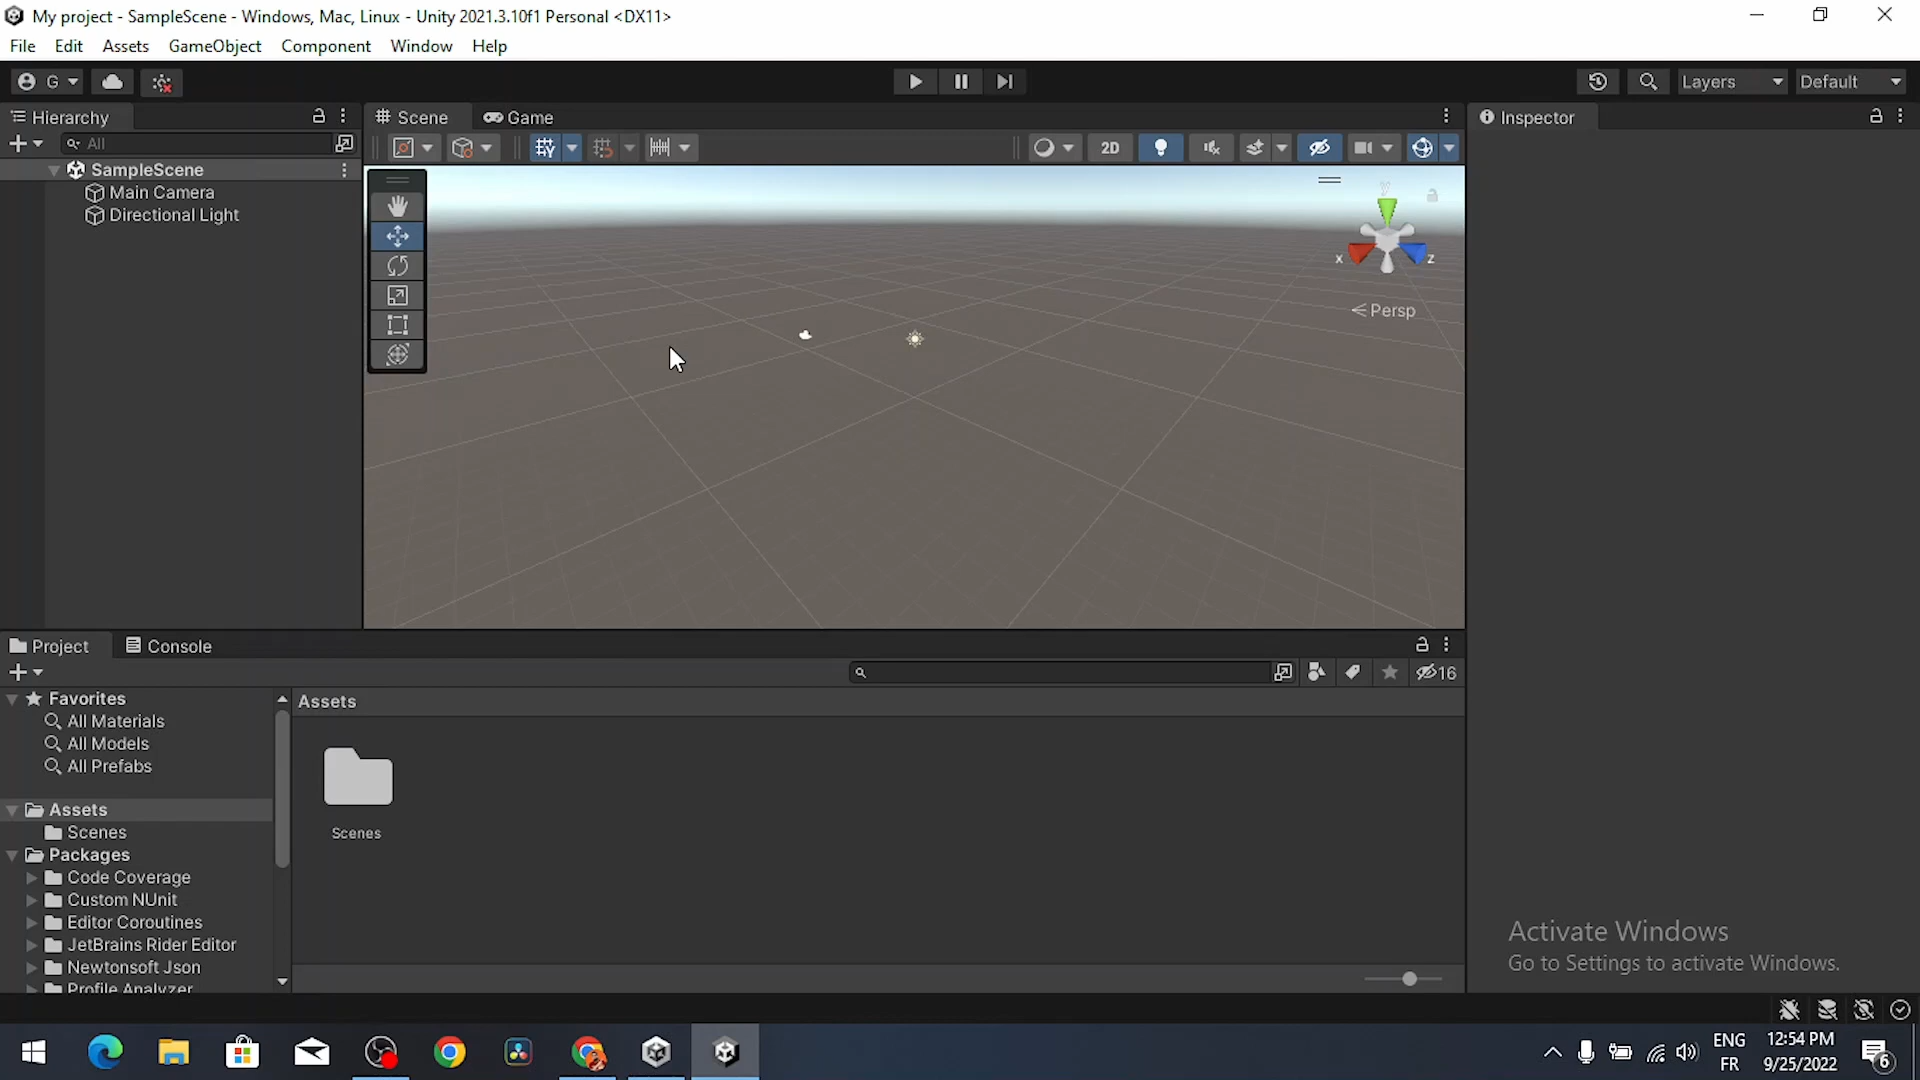 My project - SampleScene - Windows, Mac, Linux - Unity 2021.3.10f1 Personal <DX11>
File Edit Assets GameObject Component Window Help
G Layers Default
Hierarchy
Scene Game
Inspector
All
2D
SampleScene
Main Camera
Directional Light
y
x z
Persp
Project Console
16
Favorites
All Materials
All Models
All Prefabs
Assets
Scenes
Packages
Code Coverage
Custom NUnit
Editor Coroutines
JetBrains Rider Editor
Newtonsoft Json
Profile Analyzer
Assets
Scenes
Activate Windows
Go to Settings to activate Windows.
ENG
FR
12:54 PM
9/25/2022
6